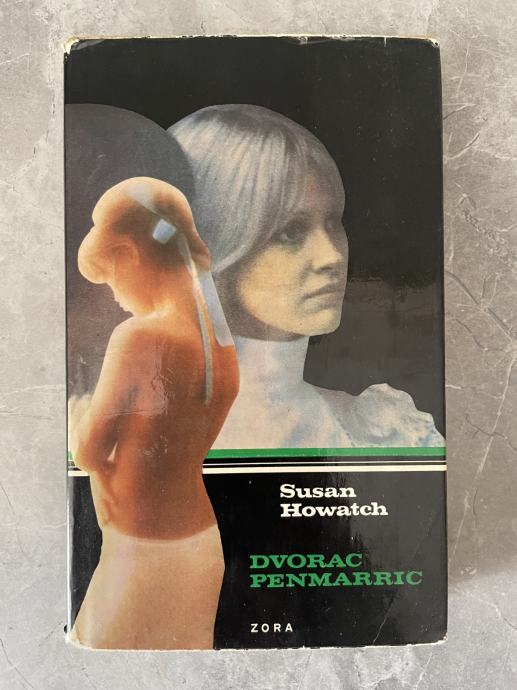 Susan
Howatch
DVORAC
PENMARRIC
ZORA